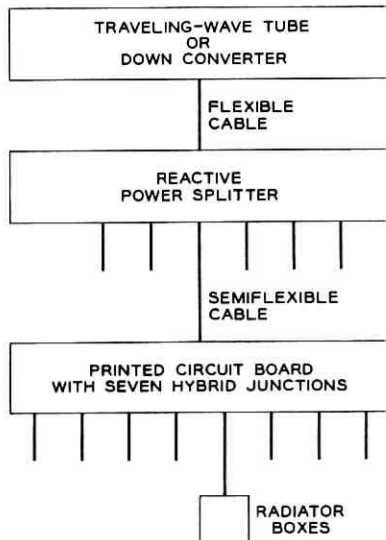 TRAVELING-WAVE TUBE
OR
DOWN CONVERTER
FLEXIBLE
CABLE
REACTIVE
POWER SPLITTER
SEMIFLEXIBLE
CABLE
PRINTED CIRCUIT BOARD
WITH SEVEN HYBRID JUNCTIONS
RADIATOR
BOXES